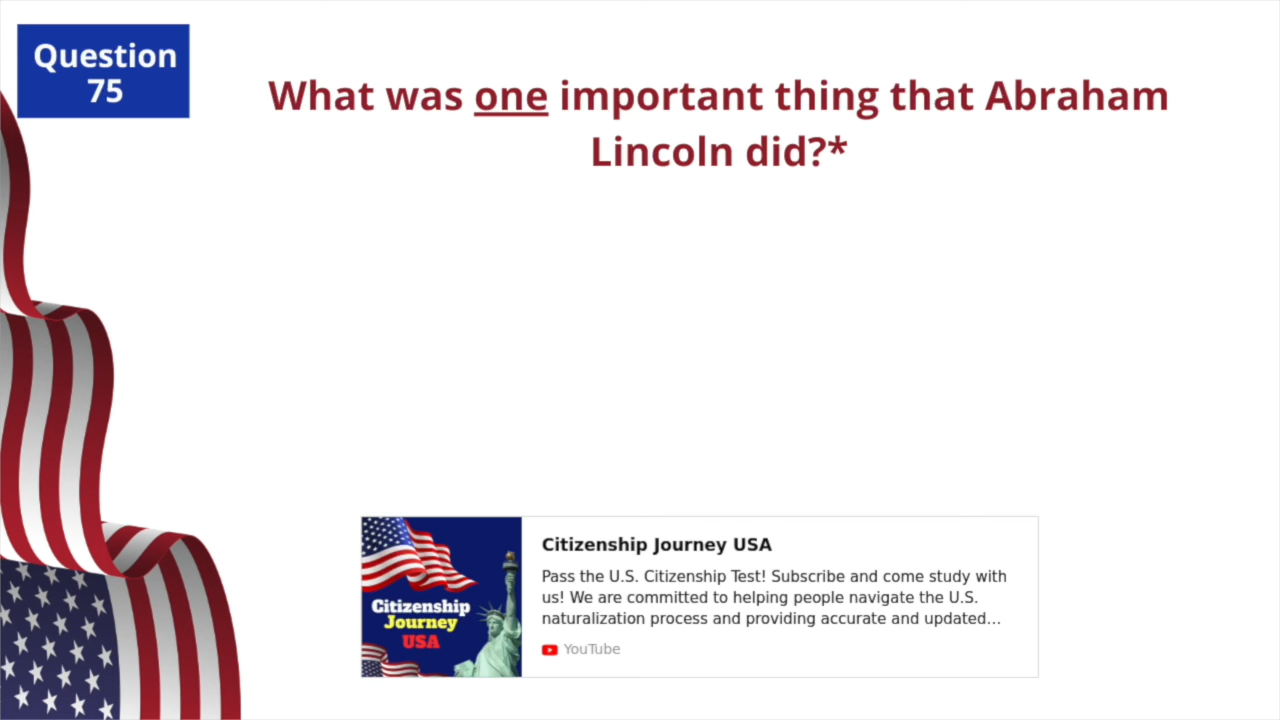 Question
75
What was one important thing that Abraham
Lincoln did?*
Citizenship Journey USA
Pass the U.S. Citizenship Test! Subscribe and come study with
us! We are committed to helping people navigate the U.S.
naturalization process and providing accurate and updated...
YouTube
Citizenship
Journey
USA